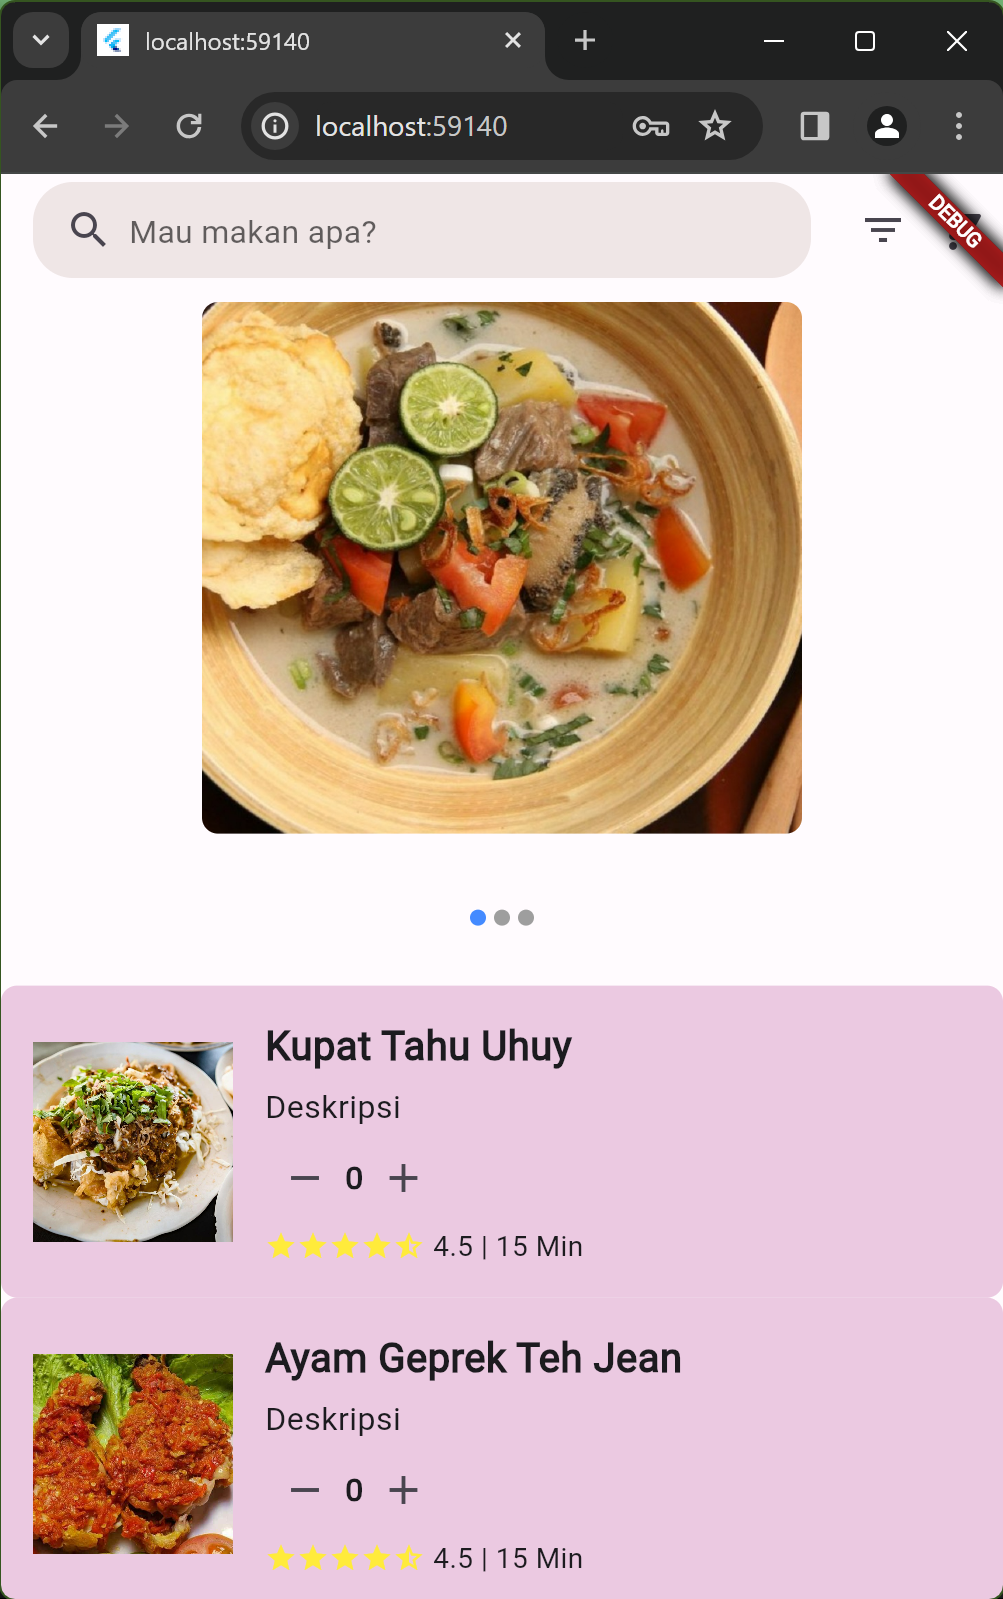 localhost:59140
localhost:59140
Mau makan apa?
DEBUG
Kupat Tahu Uhuy
Deskripsi
0
4.5 | 15 Min
Ayam Geprek Teh Jean
Deskripsi
0
4.5 | 15 Min